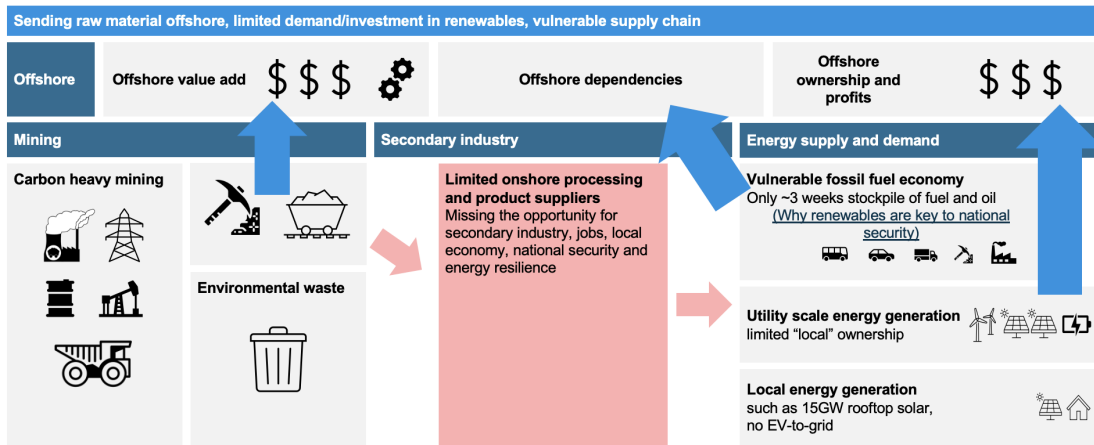 Sending raw material offshore, limited demand/investment in renewables, vulnerable supply chain
Offshore
Offshore value add
$ $ $
Offshore dependencies
Offshore
ownership and
profits
$ $ $
Mining
Secondary industry
Energy supply and demand
Carbon heavy mining
Environmental waste
Limited onshore processing
and product suppliers
Missing the opportunity for
secondary industry, jobs, local
economy, national security and
energy resilience
Vulnerable fossil fuel economy
Only ~3 weeks stockpile of fuel and oil
(Why renewables are key to national
security)
Utility scale energy generation
limited “local” ownership
Local energy generation
such as 15GW rooftop solar,
no EV-to-grid